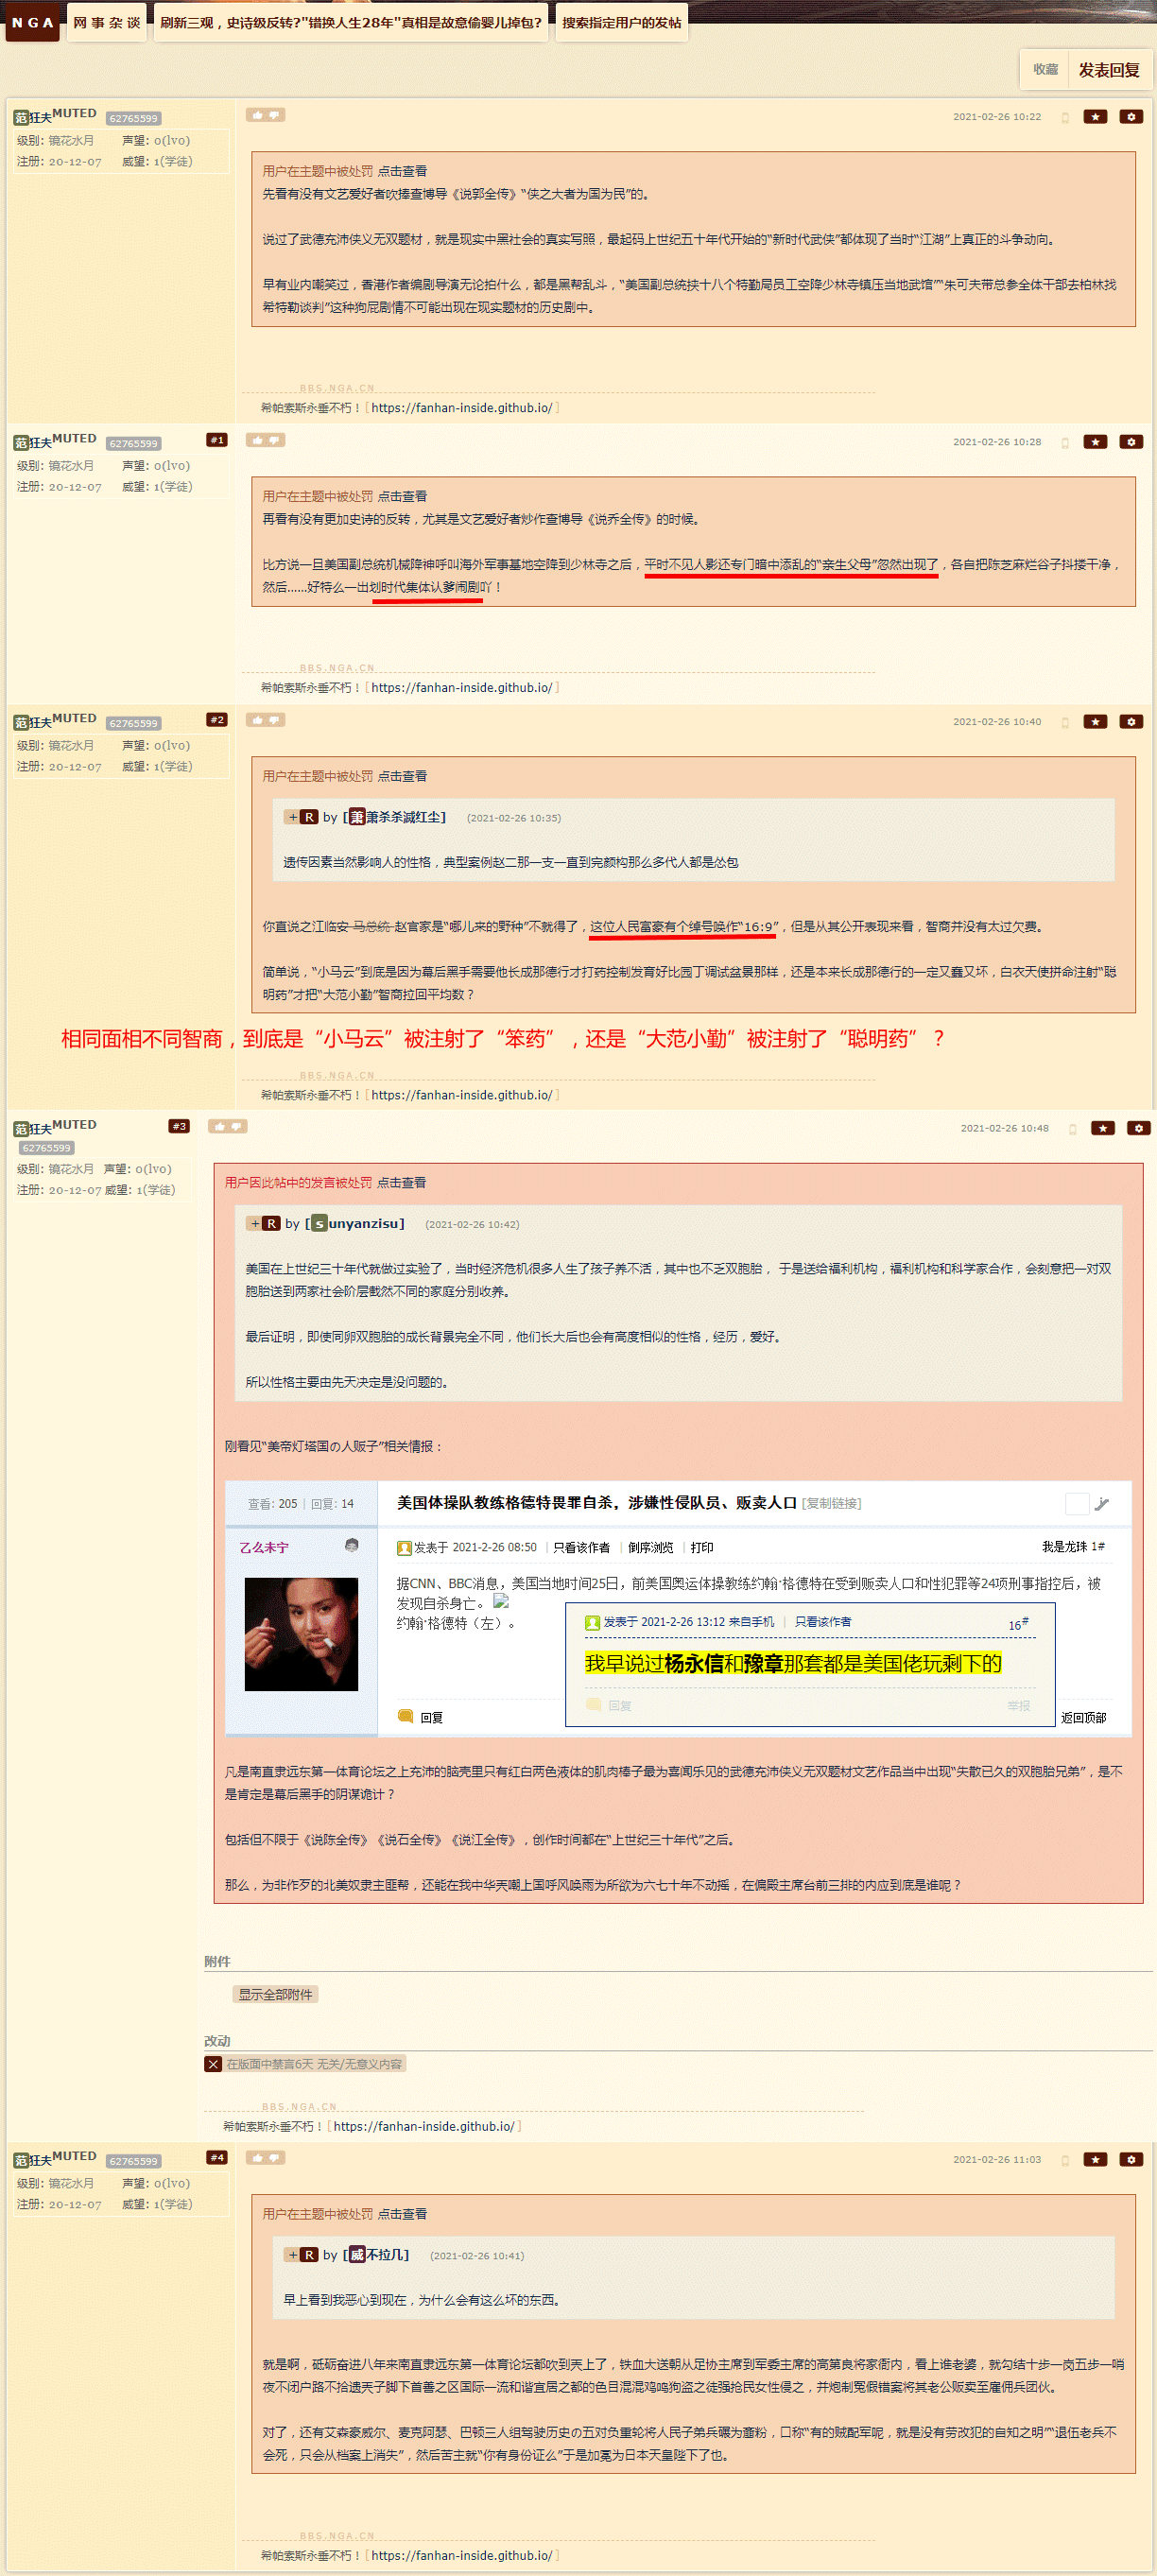 NGA 网事杂谈 刷新三观，史诗级反转?"错换人生28年"真相是故意偷婴儿掉包? 搜索指定用户的发帖
收藏 发表回复
范狂夫MUTED 62765599 2021-02-26 10:22
级别: 镜花水月 声望: 0(lv0)
注册: 20-12-07 威望: 1(学徒)
用户在主题中被处罚 点击查看
先看有没有文艺爱好者吹捧查博导《说郭全传》“侠之大者为国为民”的。
说过了武德充沛侠义无双题材，就是现实中黑社会的真实写照，最起码上世纪五十年代开始的“新时代武侠”都体现了当时“江湖”上真正的斗争动向。
早有业内嘲笑过，香港作者编剧导演无论拍什么，都是黑帮乱斗，“美国副总统挟十八个特勤局员工空降少林寺镇压当地武馆”“朱可夫带总参全体干部去柏林找
希特勒谈判”这种狗屁剧情不可能出现在现实题材的历史剧中。
BBS.NGA.CN
希帕索斯永垂不朽！[ https://fanhan-inside.github.io/ ]
范狂夫MUTED 62765599 #1 2021-02-26 10:28
级别: 镜花水月 声望: 0(lv0)
注册: 20-12-07 威望: 1(学徒)
用户在主题中被处罚 点击查看
再看有没有更加史诗的反转，尤其是文艺爱好者炒作查博导《说乔全传》的时候。
比方说一旦美国副总统机械降神呼叫海外军事基地空降到少林寺之后，平时不见人影还专门暗中添乱的“亲生父母”忽然出现了，各自把陈芝麻烂谷子抖搂干净，
然后……好特么一出划时代集体认爹闹剧吖！
BBS.NGA.CN
希帕索斯永垂不朽！[ https://fanhan-inside.github.io/ ]
范狂夫MUTED 62765599 #2 2021-02-26 10:40
级别: 镜花水月 声望: 0(lv0)
注册: 20-12-07 威望: 1(学徒)
用户在主题中被处罚 点击查看
+ R by [萧萧杀杀滅红尘] (2021-02-26 10:35)
遗传因素当然影响人的性格，典型案例赵二那一支一直到完颜构那么多代人都是怂包
你直说之江临安 马总统 赵官家是“哪儿来的野种”不就得了，这位人民富豪有个绰号唤作“16:9”，但是从其公开表现来看，智商并没有太过欠费。
简单说，“小马云”到底是因为幕后黑手需要他长成那德行才打药控制发育好比园丁调试盆景那样，还是本来长成那德行的一定又蠢又坏，白衣天使拼命注射“聪
明药”才把“大范小勤”智商拉回平均数？
相同面相不同智商，到底是“小马云”被注射了“笨药”，还是“大范小勤”被注射了“聪明药”？
BBS.NGA.CN
希帕索斯永垂不朽！[ https://fanhan-inside.github.io/ ]
范狂夫MUTED #3 2021-02-26 10:48
62765599
级别: 镜花水月 声望: 0(lv0)
注册: 20-12-07 威望: 1(学徒)
用户因此帖中的发言被处罚 点击查看
+ R by [sunyanzisu] (2021-02-26 10:42)
美国在上世纪三十年代就做过实验了，当时经济危机很多人生了孩子养不活，其中也不乏双胞胎， 于是送给福利机构，福利机构和科学家合作，会刻意把一对双
胞胎送到两家社会阶层截然不同的家庭分别收养。
最后证明，即使同卵双胞胎的成长背景完全不同，他们长大后也会有高度相似的性格，经历，爱好。
所以性格主要由先天决定是没问题的。
刚看见“美帝灯塔国の人贩子”相关情报：
查看: 205 | 回复: 14 美国体操队教练格德特畏罪自杀，涉嫌性侵队员、贩卖人口 [复制链接]
乙么未宁 发表于 2021-2-26 08:50 | 只看该作者 | 倒序浏览 | 打印 我是龙珠 1#
据CNN、BBC消息，美国当地时间25日，前美国奥运体操教练约翰·格德特在受到贩卖人口和性犯罪等24项刑事指控后，被
发现自杀身亡。
约翰·格德特（左）。
发表于 2021-2-26 13:12 来自手机 | 只看该作者 16#
我早说过杨永信和豫章那套都是美国佬玩剩下的
回复 举报
回复 返回顶部
凡是南直隶远东第一体育论坛之上充沛的脑壳里只有红白两色液体的肌肉棒子最为喜闻乐见的武德充沛侠义无双题材文艺作品当中出现“失散已久的双胞胎兄弟”，是不
是肯定是幕后黑手的阴谋诡计？
包括但不限于《说陈全传》《说石全传》《说江全传》，创作时间都在“上世纪三十年代”之后。
那么，为非作歹的北美奴隶主匪帮，还能在我中华天嘲上国呼风唤雨为所欲为六七十年不动摇，在偏殿主席台前三排的内应到底是谁呢？
附件
显示全部附件
改动
在版面中禁言6天 无关/无意义内容
BBS.NGA.CN
希帕索斯永垂不朽！[ https://fanhan-inside.github.io/ ]
范狂夫MUTED 62765599 #4 2021-02-26 11:03
级别: 镜花水月 声望: 0(lv0)
注册: 20-12-07 威望: 1(学徒)
用户在主题中被处罚 点击查看
+ R by [威不拉几] (2021-02-26 10:41)
早上看到我恶心到现在，为什么会有这么坏的东西。
就是啊，砥砺奋进八年来南直隶远东第一体育论坛都吹到天上了，铁血大送朝从足协主席到军委主席的高第良将家衙内，看上谁老婆，就勾结十步一岗五步一哨
夜不闭户路不拾遗天子脚下首善之区国际一流和谐宜居之都的色目混混鸡鸣狗盗之徒强抢民女性侵之，并炮制冤假错案将其老公贩卖至雇佣兵团伙。
对了，还有艾森豪威尔、麦克阿瑟、巴顿三人组驾驶历史の五对负重轮将人民子弟兵碾为齑粉，口称“有的贼配军呢，就是没有劳改犯的自知之明”“退伍老兵不
会死，只会从档案上消失”，然后苦主就“你有身份证么”于是加冕为日本天皇陛下了也。
BBS.NGA.CN
希帕索斯永垂不朽！[ https://fanhan-inside.github.io/ ]